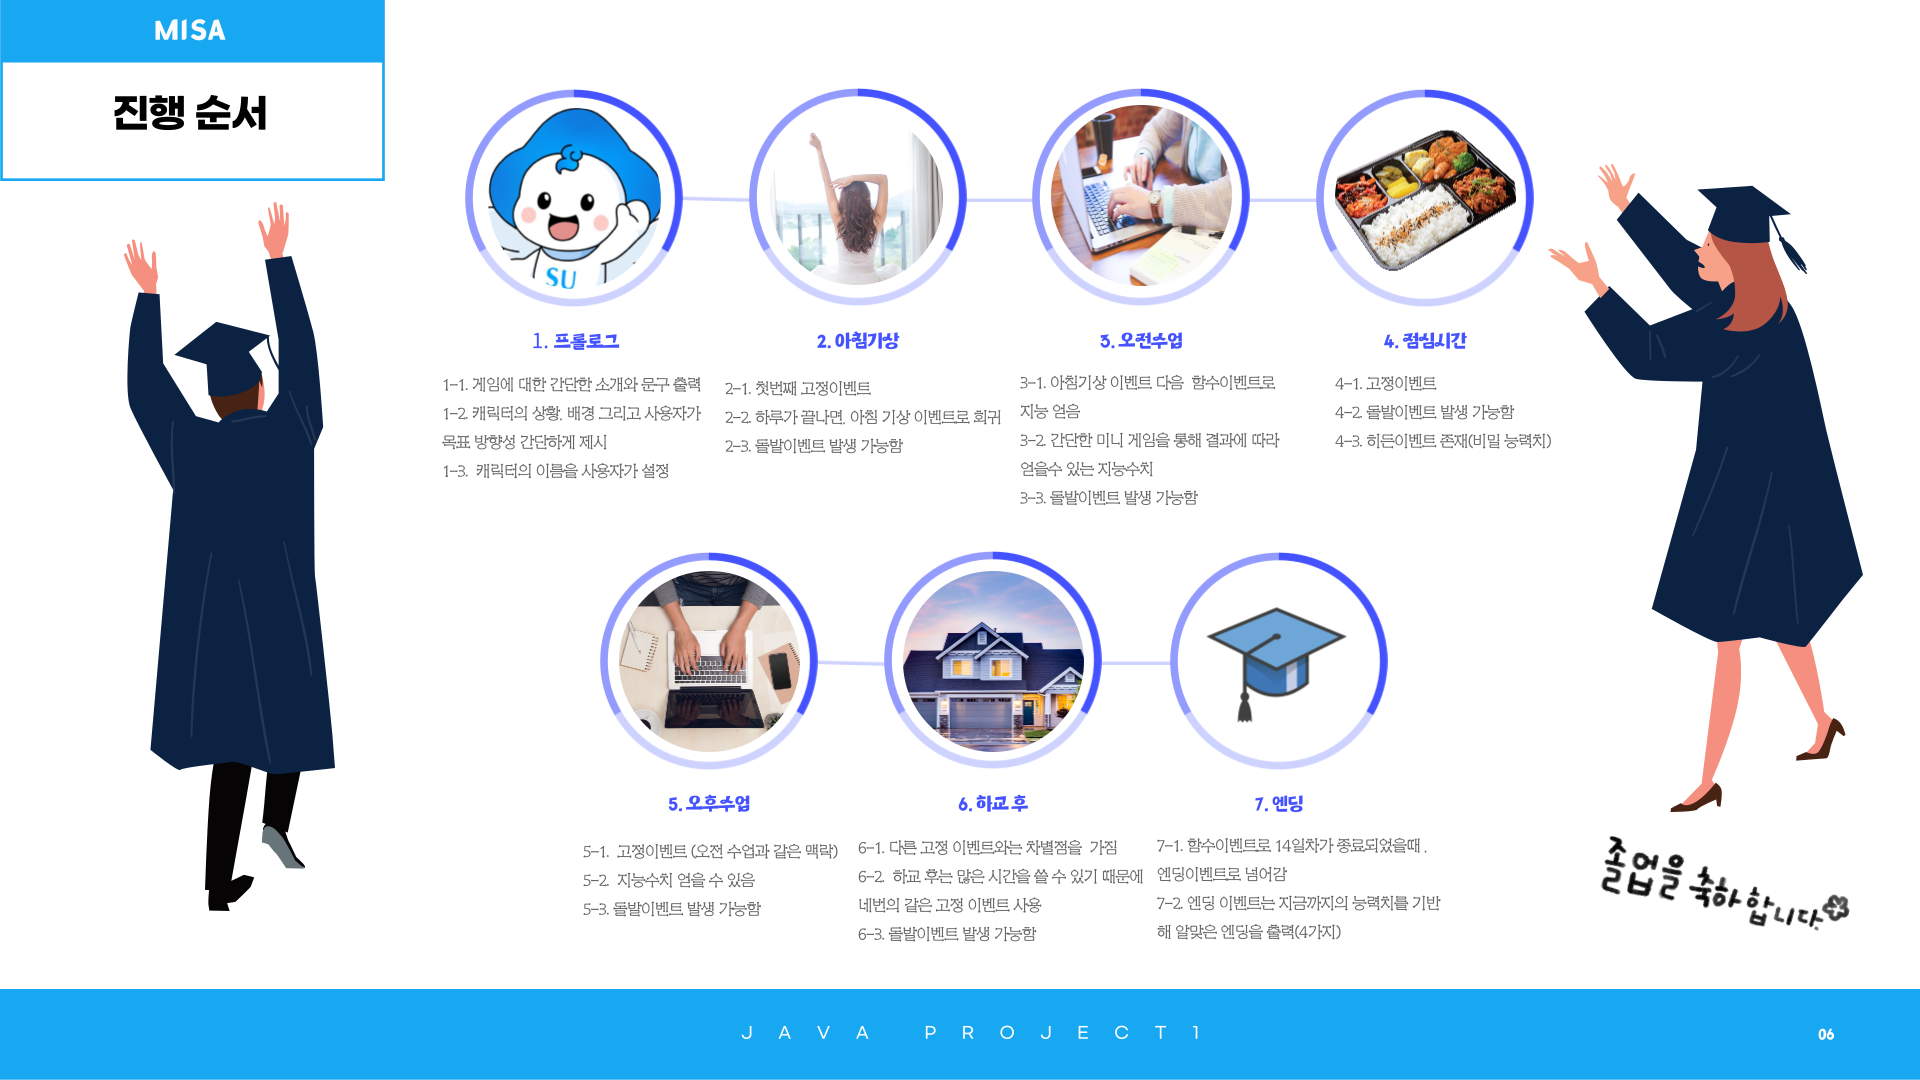 MISA
진행 순서
SU
1. 프롤로그
1-1. 게임에 대한 간단한 소개와 문구 출력
1-2. 캐릭터의 상황, 배경 그리고 사용자가
목표 방향성 간단하게 제시
1-3. 캐릭터의 이름을 사용자가 설정
2. 아침기상
2-1. 첫번째 고정이벤트
2-2. 하루가 끝나면, 아침 기상 이벤트로 회귀
2-3. 돌발이벤트 발생 가능함
3. 오전수업
3-1. 아침기상 이벤트 다음 함수이벤트로
지능 얻음
3-2. 간단한 미니 게임을 통해 결과에 따라
얻을수 있는 지능수치
3-3. 돌발이벤트 발생 가능함
4. 점심시간
4-1. 고정이벤트
4-2. 돌발이벤트 발생 가능함
4-3. 히든이벤트 존재(비밀 능력치)
5. 오후수업
5-1. 고정이벤트 (오전 수업과 같은 맥락)
5-2. 지능수치 얻을 수 있음
5-3. 돌발이벤트 발생 가능함
6. 하교 후
6-1. 다른 고정 이벤트와는 차별점을 가짐
6-2. 하교 후는 많은 시간을 쓸 수 있기 때문에
네번의 같은 고정 이벤트 사용
6-3. 돌발이벤트 발생 가능함
7. 엔딩
7-1. 함수이벤트로 14일차가 종료되었을때 ,
엔딩이벤트로 넘어감
7-2. 엔딩 이벤트는 지금까지의 능력치를 기반
해 알맞은 엔딩을 출력(4가지)
졸업을 축하합니다.
JAVA PROJECT1
06